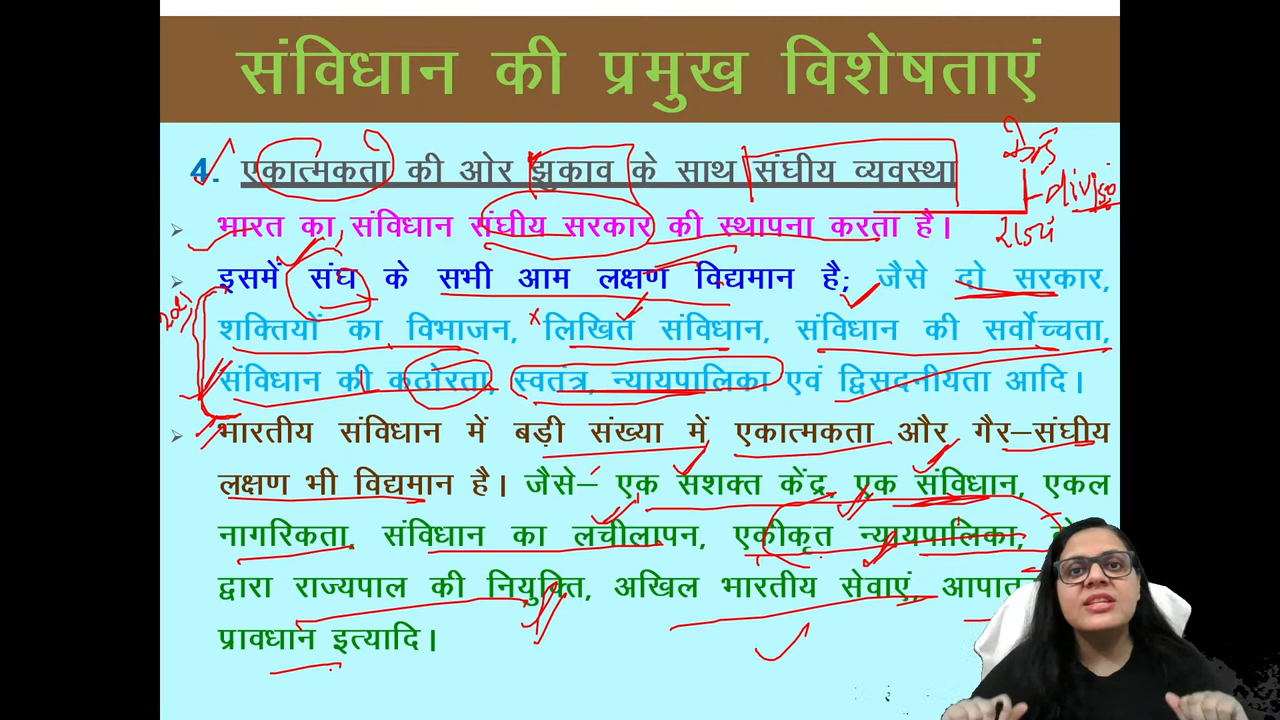 संविधान की प्रमुख विशेषताएं
4. एकात्मकता की ओर झुकाव के साथ संघीय व्यवस्था
भारत का संविधान संघीय सरकार की स्थापना करता है।
इसमें संघ के सभी आम लक्षण विद्यमान है; जैसे दो सरकार,
शक्तियों का विभाजन, लिखित संविधान, संविधान की सर्वोच्चता,
संविधान की कठोरता, स्वतंत्र, न्यायपालिका एवं द्विसदनीयता आदि।
भारतीय संविधान में बड़ी संख्या में एकात्मकता और गैर–संघीय
लक्षण भी विद्यमान है। जैसे– एक सशक्त केंद्र, एक संविधान, एकल
नागरिकता, संविधान का लचीलापन, एकीकृत न्यायपालिका,
द्वारा राज्यपाल की नियुक्ति, अखिल भारतीय सेवाएं,
प्रावधान इत्यादि।
केंद्र
राज्य